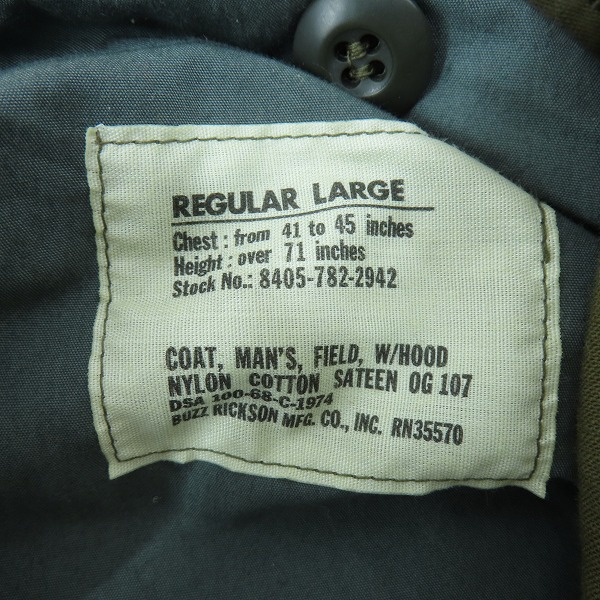 REGULAR LARGE
Chest: from 41 to 45 inches
Height: over 71 inches
Stock No.: 8405-782-2942
COAT, MAN'S, FIELD, W/HOOD
NYLON COTTON SATEEN OG 107
DSA 100-68-C-1974
BUZZ RICKSON MFG. CO., INC. RN35570